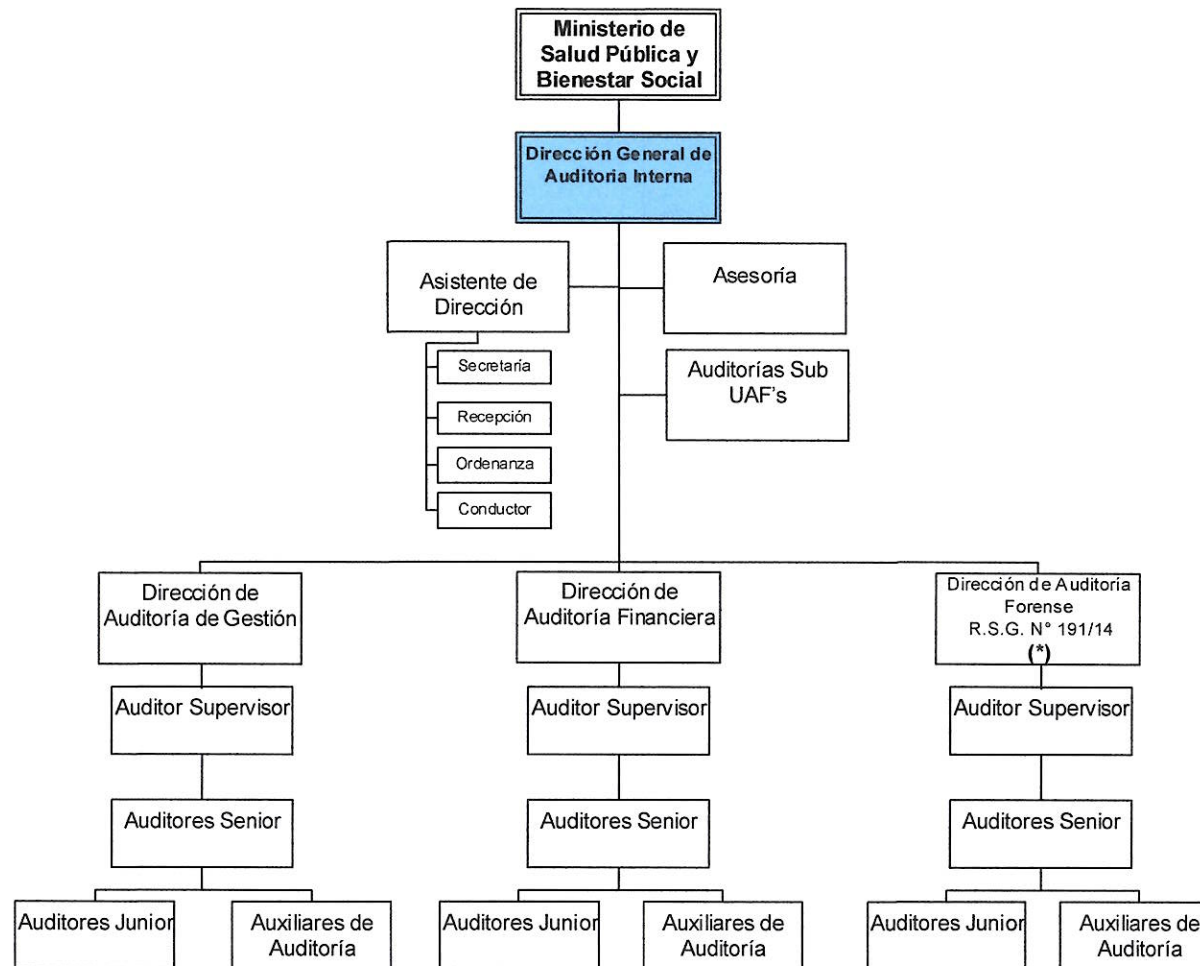 Ministerio de
Salud Pública y
Bienestar Social
Dirección General de
Auditoria Interna
Asistente de
Dirección
Asesoría
Secretaría
Recepción
Ordenanza
Conductor
Auditorías Sub
UAF's
Dirección de
Auditoría de Gestión
Dirección de
Auditoría Financiera
Dirección de Auditoría
Forense
R.S.G. N° 191/14
(*)
Auditor Supervisor
Auditor Supervisor
Auditor Supervisor
Auditores Senior
Auditores Senior
Auditores Senior
Auditores Junior
Auxiliares de
Auditoría
Auditores Junior
Auxiliares de
Auditoría
Auditores Junior
Auxiliares de
Auditoría